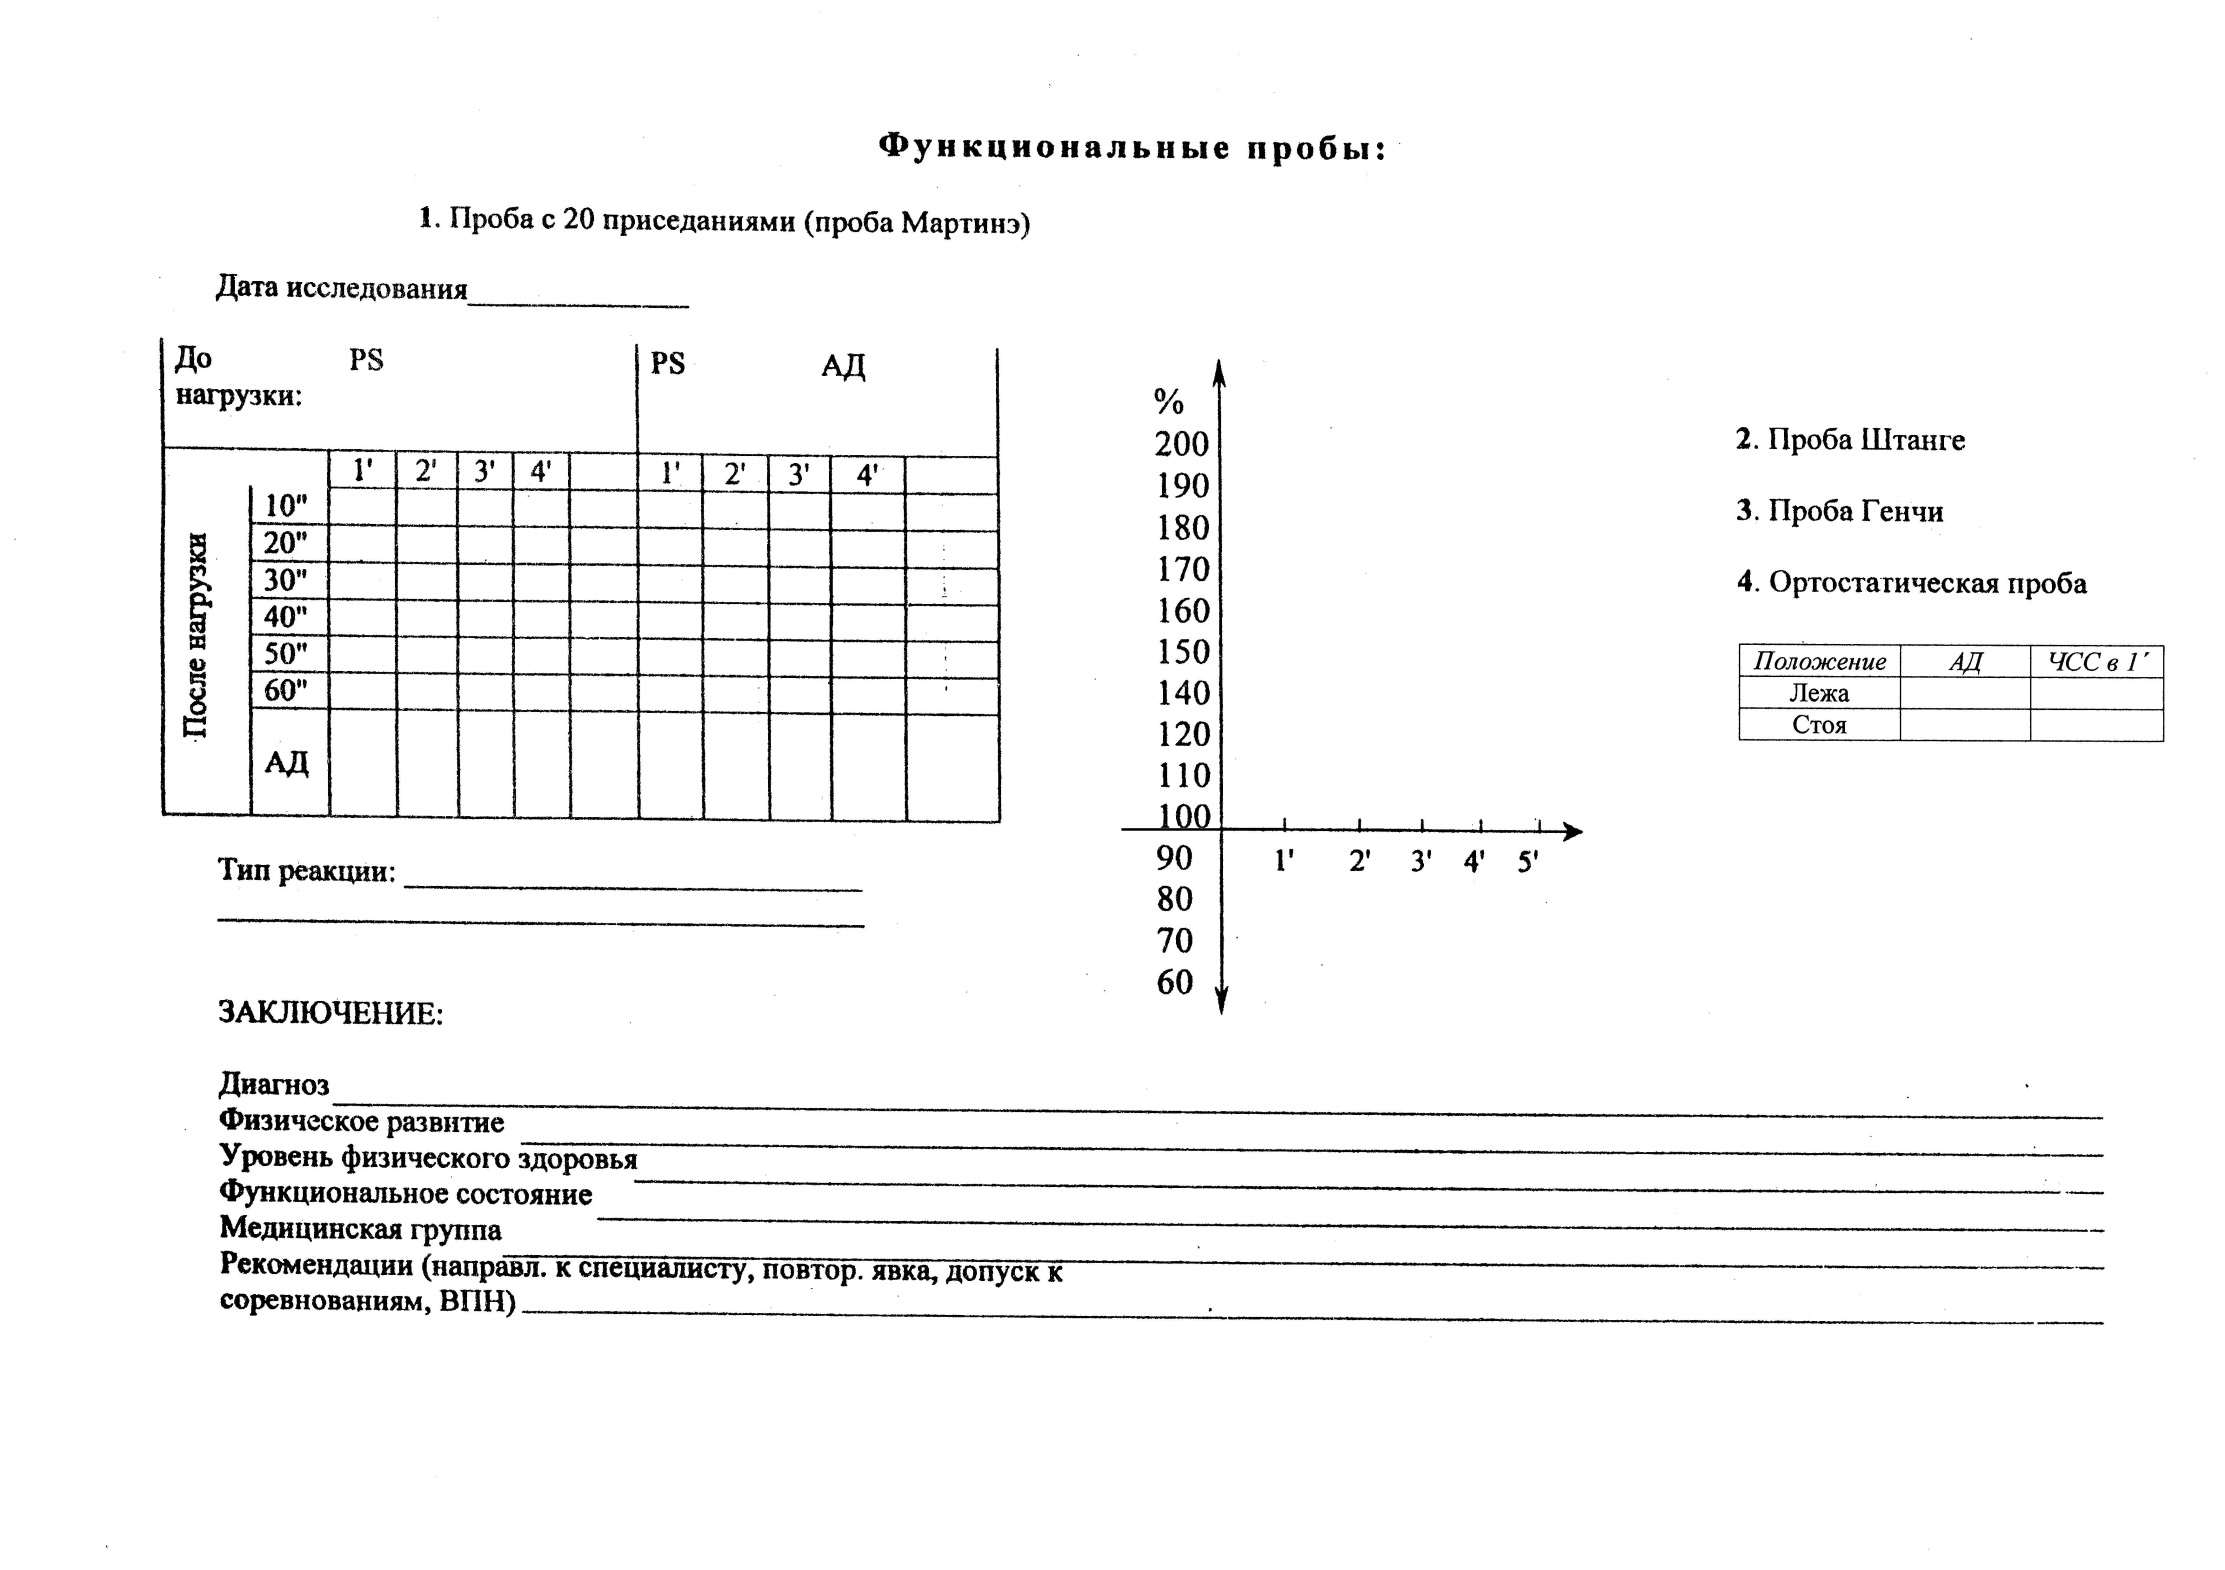 Функциональные пробы:
1. Проба с 20 приседаниями (проба Мартинэ)
Дата исследования
До PS PS АД
нагрузки:
1' 2' 3' 4' 1' 2' 3' 4'
После нагрузки
10"
20"
30"
40"
50"
60"
АД
Тип реакции:
%
200
190
180
170
160
150
140
120
110
100
90
80
70
60
1' 2' 3' 4' 5'
2. Проба Штанге
3. Проба Генчи
4. Ортостатическая проба
Положение АД ЧСС в 1′
Лежа
Стоя
ЗАКЛЮЧЕНИЕ:
Диагноз
Физическое развитие
Уровень физического здоровья
Функциональное состояние
Медицинская группа
Рекомендации (направл. к специалисту, повтор. явка, допуск к
соревнованиям, ВПН)